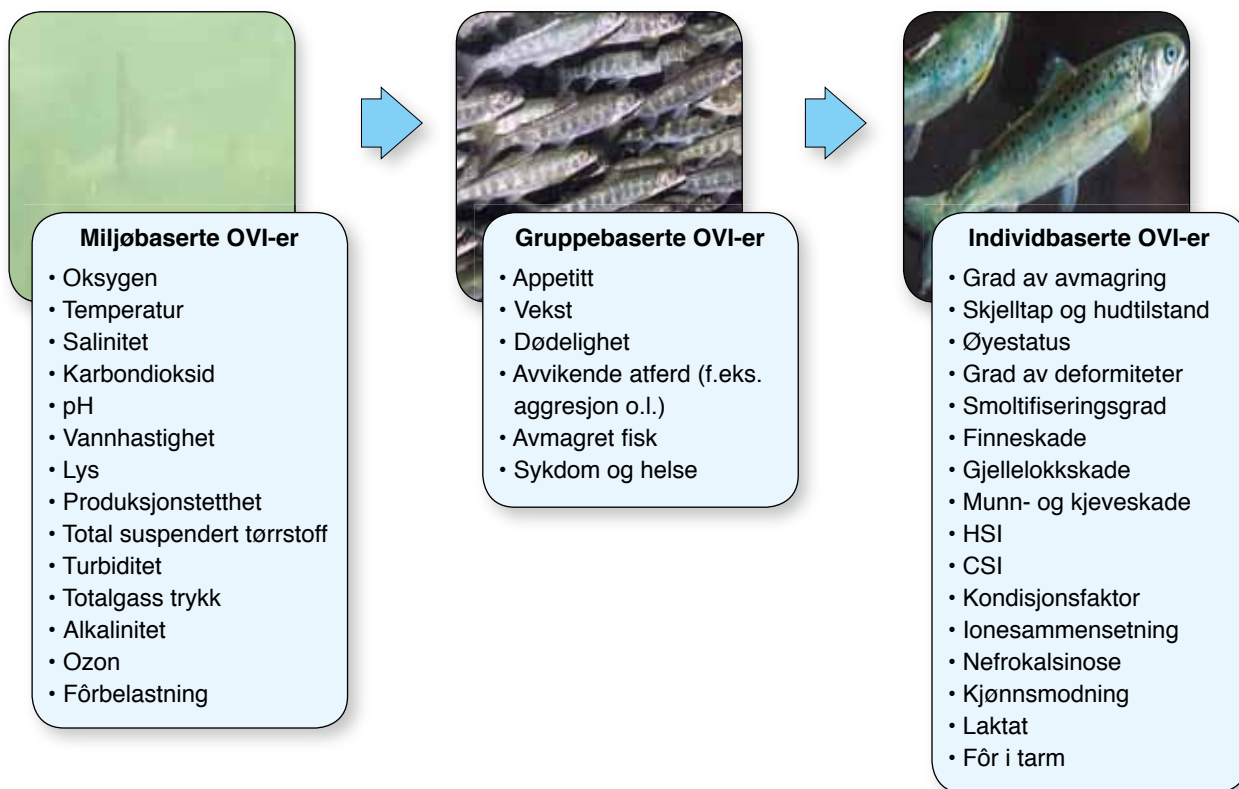 Miljøbaserte OVI-er
• Oksygen
• Temperatur
• Salinitet
• Karbondioksid
• pH
• Vannhastighet
• Lys
• Produksjonstetthet
• Total suspendert tørrstoff
• Turbiditet
• Totalgass trykk
• Alkalinitet
• Ozon
• Fôrbelastning
Gruppebaserte OVI-er
• Appetitt
• Vekst
• Dødelighet
• Avvikende atferd (f.eks.
aggresjon o.l.)
• Avmagret fisk
• Sykdom og helse
Individbaserte OVI-er
• Grad av avmagring
• Skjelltap og hudtilstand
• Øyestatus
• Grad av deformiteter
• Smoltifiseringsgrad
• Finneskade
• Gjellelokkskade
• Munn- og kjeveskade
• HSI
• CSI
• Kondisjonsfaktor
• Ionesammensetning
• Nefrokalsinose
• Kjønnsmodning
• Laktat
• Fôr i tarm